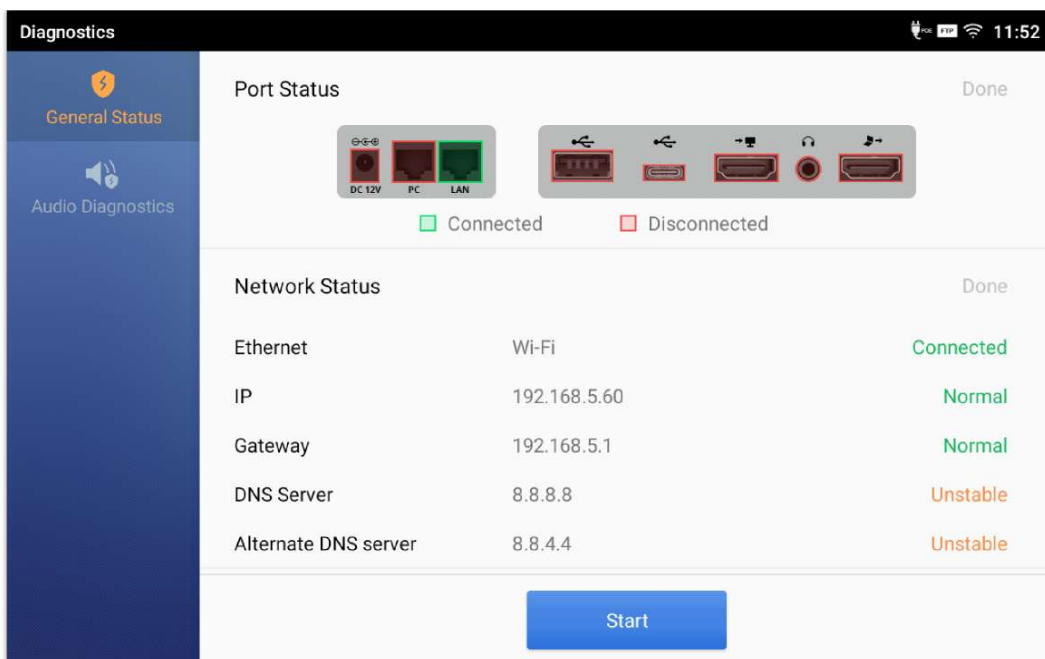 Diagnostics POE FTP 11:52
General Status
Audio Diagnostics
Port Status Done
DC 12V PC LAN
Connected Disconnected
Network Status Done
Ethernet Wi-Fi Connected
IP 192.168.5.60 Normal
Gateway 192.168.5.1 Normal
DNS Server 8.8.8.8 Unstable
Alternate DNS server 8.8.4.4 Unstable
Start